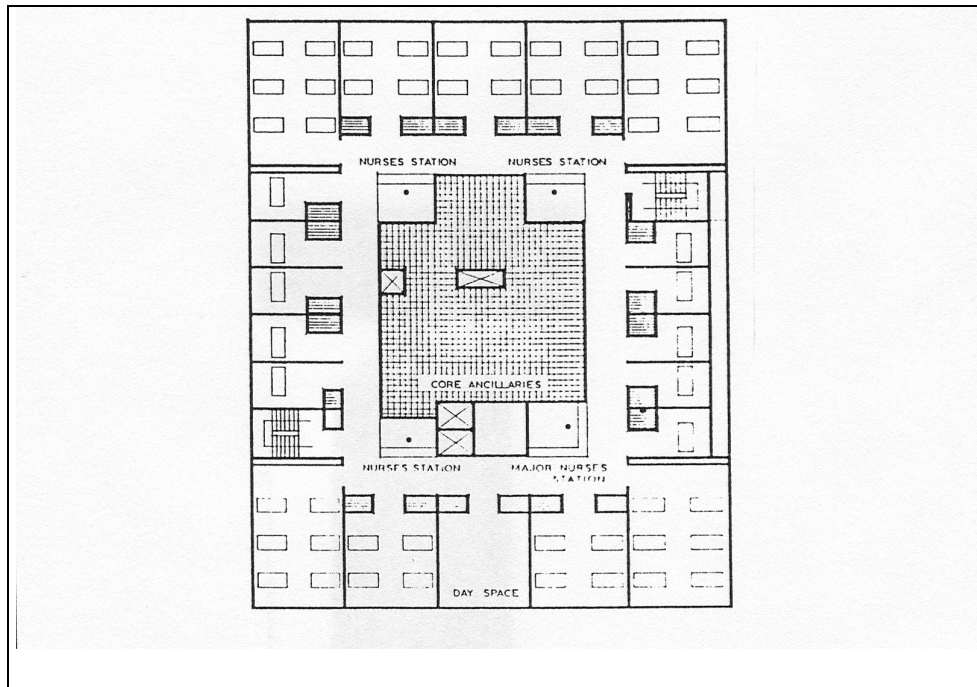 NURSES STATION
NURSES STATION
CORE ANCILLARIES
NURSES STATION
MAJOR NURSES
STATION
DAY SPACE